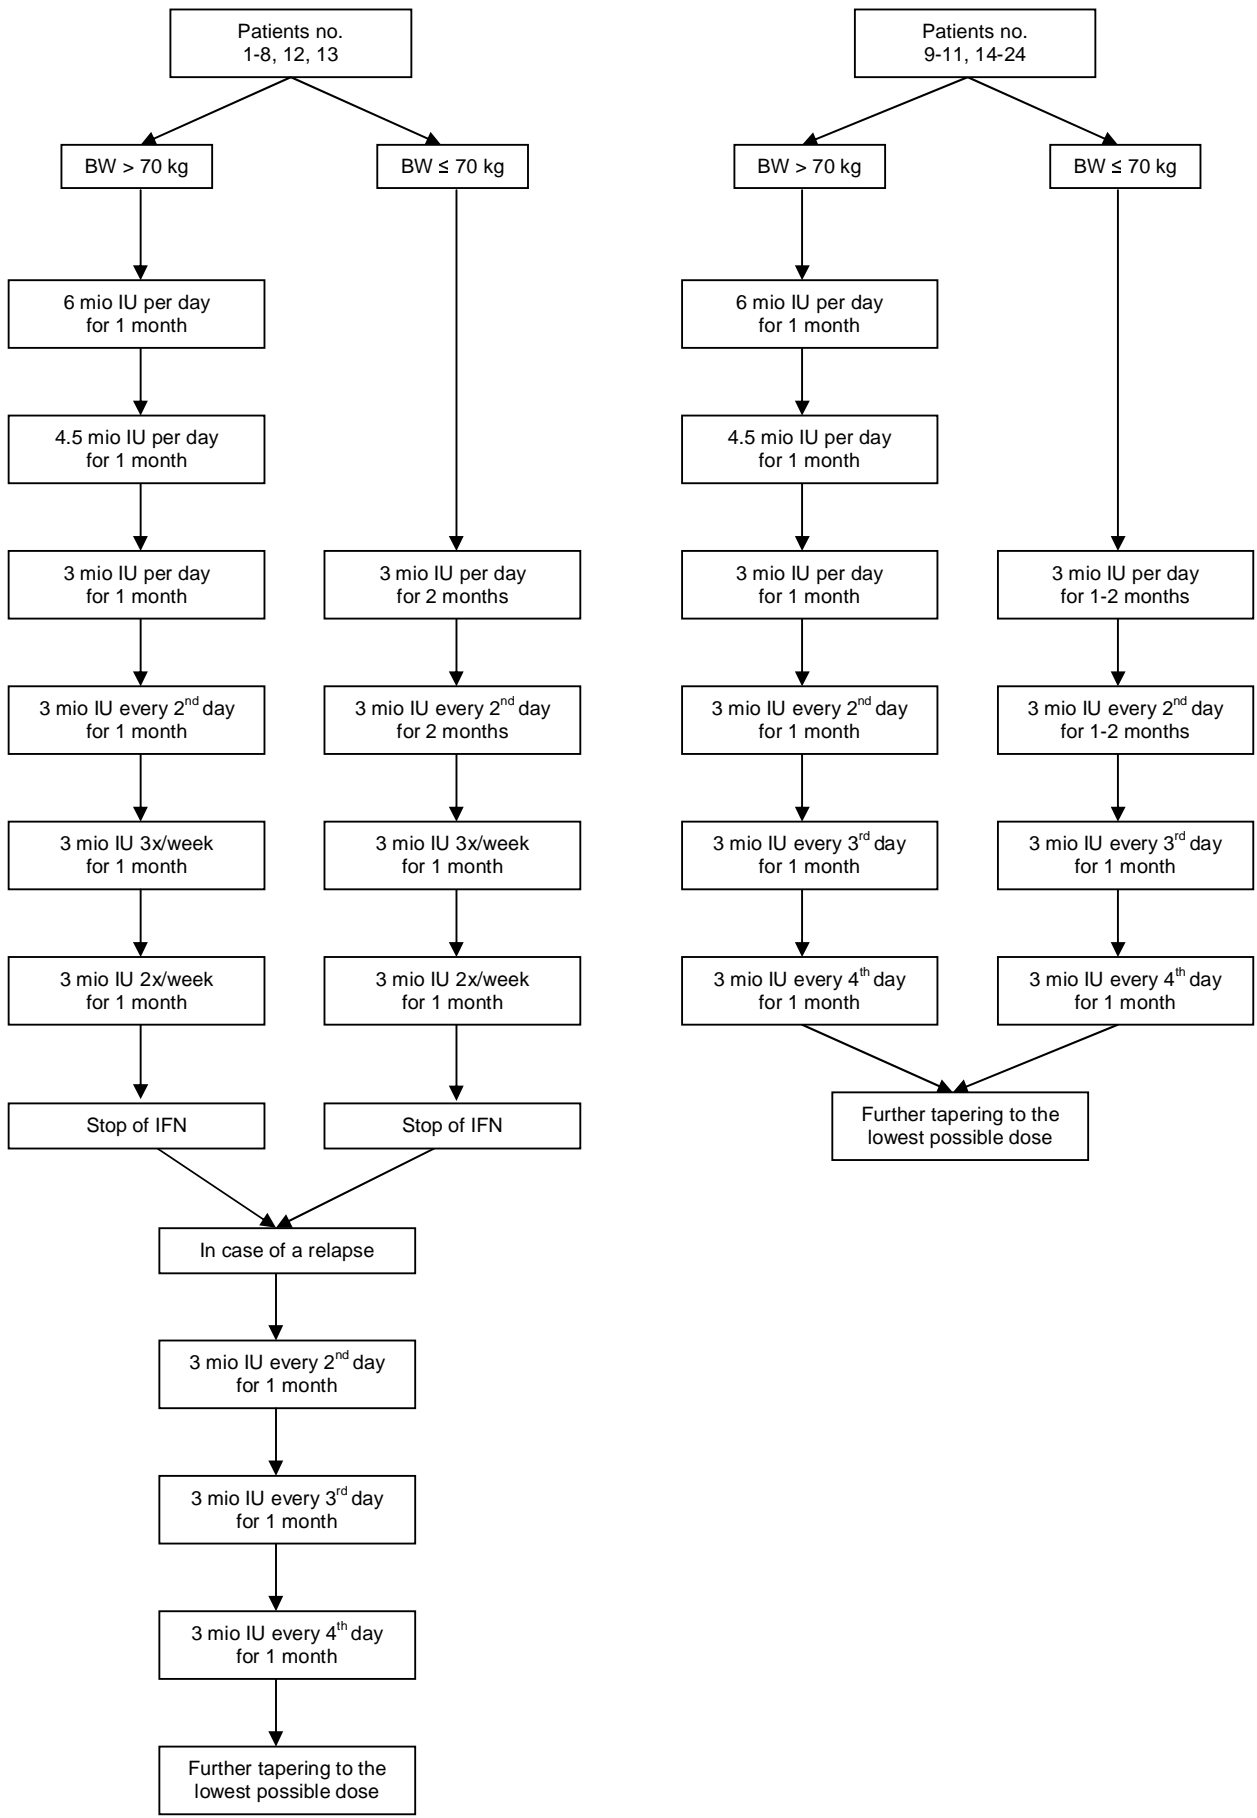 Patients no.
1-8, 12, 13
BW > 70 kg
BW ≤ 70 kg
6 mio IU per day
for 1 month
4.5 mio IU per day
for 1 month
3 mio IU per day
for 1 month
3 mio IU every 2nd day
for 1 month
3 mio IU 3x/week
for 1 month
3 mio IU 2x/week
for 1 month
Stop of IFN
3 mio IU per day
for 2 months
3 mio IU every 2nd day
for 2 months
3 mio IU 3x/week
for 1 month
3 mio IU 2x/week
for 1 month
Stop of IFN
In case of a relapse
3 mio IU every 2nd day
for 1 month
3 mio IU every 3rd day
for 1 month
3 mio IU every 4th day
for 1 month
Further tapering to the
lowest possible dose
Patients no.
9-11, 14-24
BW > 70 kg
BW ≤ 70 kg
6 mio IU per day
for 1 month
4.5 mio IU per day
for 1 month
3 mio IU per day
for 1 month
3 mio IU every 2nd day
for 1 month
3 mio IU every 3rd day
for 1 month
3 mio IU every 4th day
for 1 month
3 mio IU per day
for 1-2 months
3 mio IU every 2nd day
for 1-2 months
3 mio IU every 3rd day
for 1 month
3 mio IU every 4th day
for 1 month
Further tapering to the
lowest possible dose